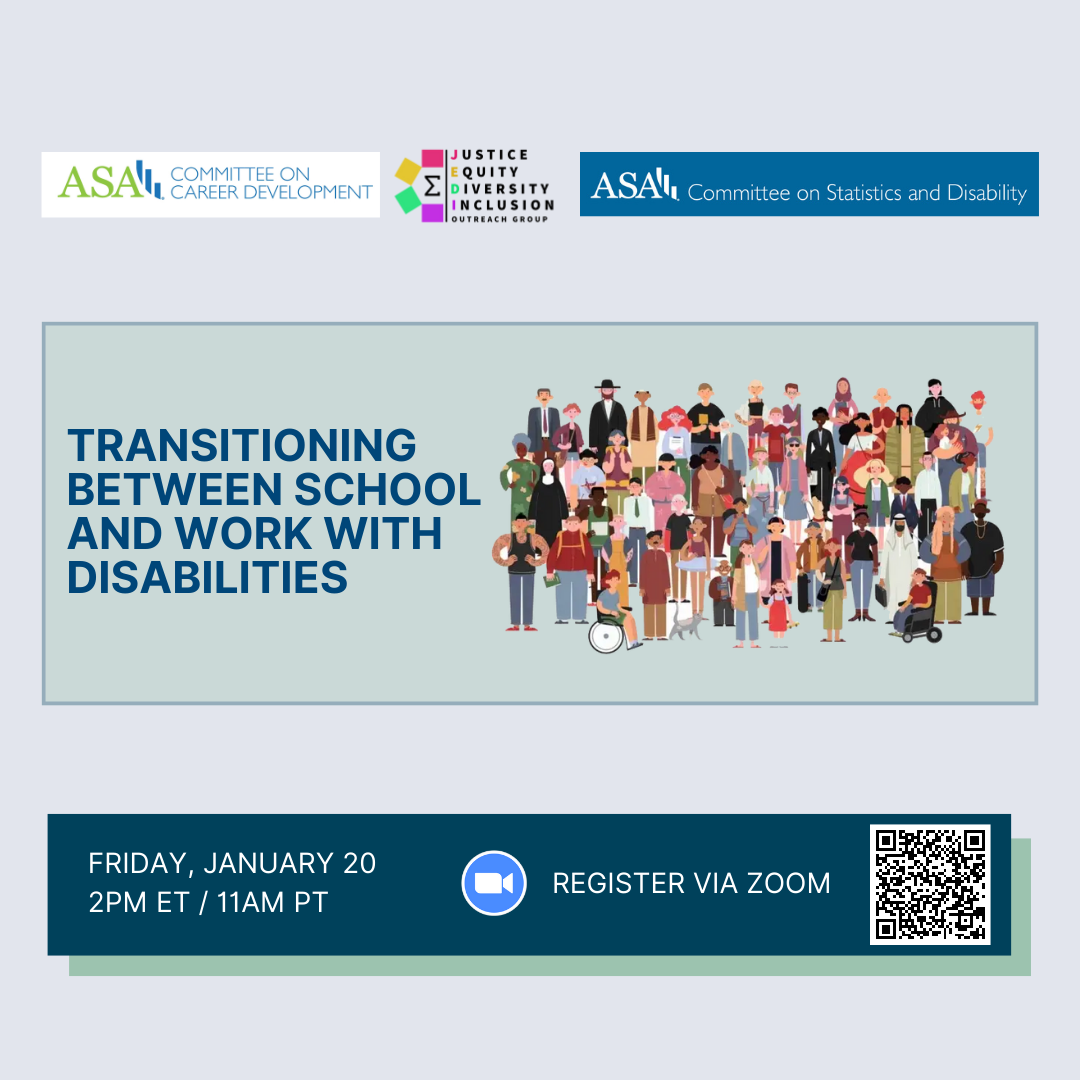 ASA COMMITTEE ON
CAREER DEVELOPMENT
JUSTICE
EQUITY
Σ DIVERSITY
INCLUSION
OUTREACH GROUP
ASA Committee on Statistics and Disability
TRANSITIONING
BETWEEN SCHOOL
AND WORK WITH
DISABILITIES
FRIDAY, JANUARY 20
2PM ET / 11AM PT
REGISTER VIA ZOOM